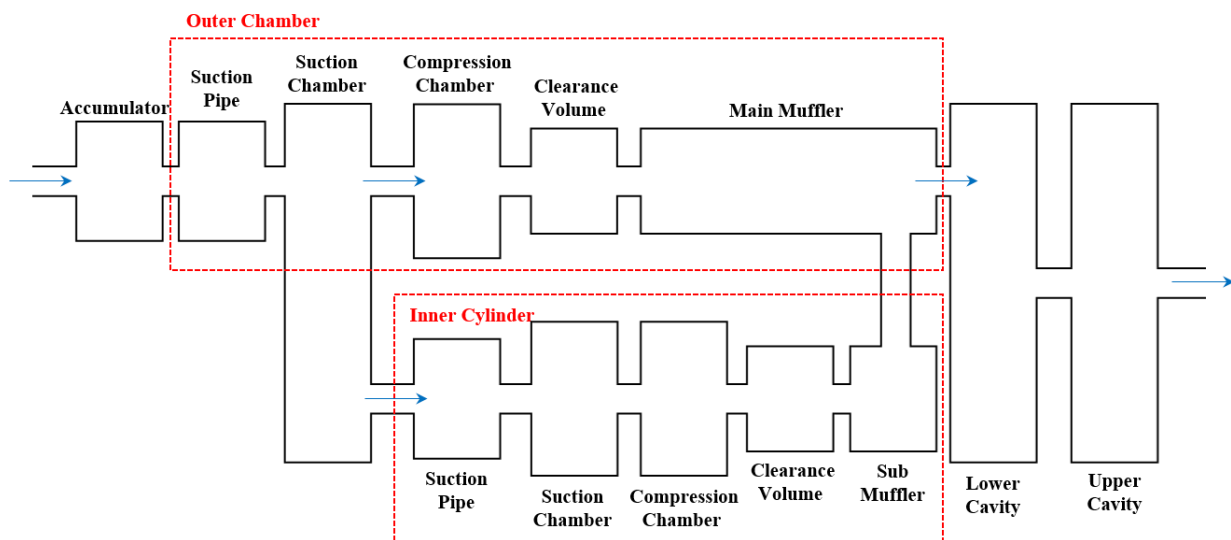 Outer Chamber
Accumulator
Suction
Pipe
Suction
Chamber
Compression
Chamber
Clearance
Volume
Main Muffler
Inner Cylinder
Suction
Pipe
Suction
Chamber
Compression
Chamber
Clearance
Volume
Sub
Muffler
Lower
Cavity
Upper
Cavity